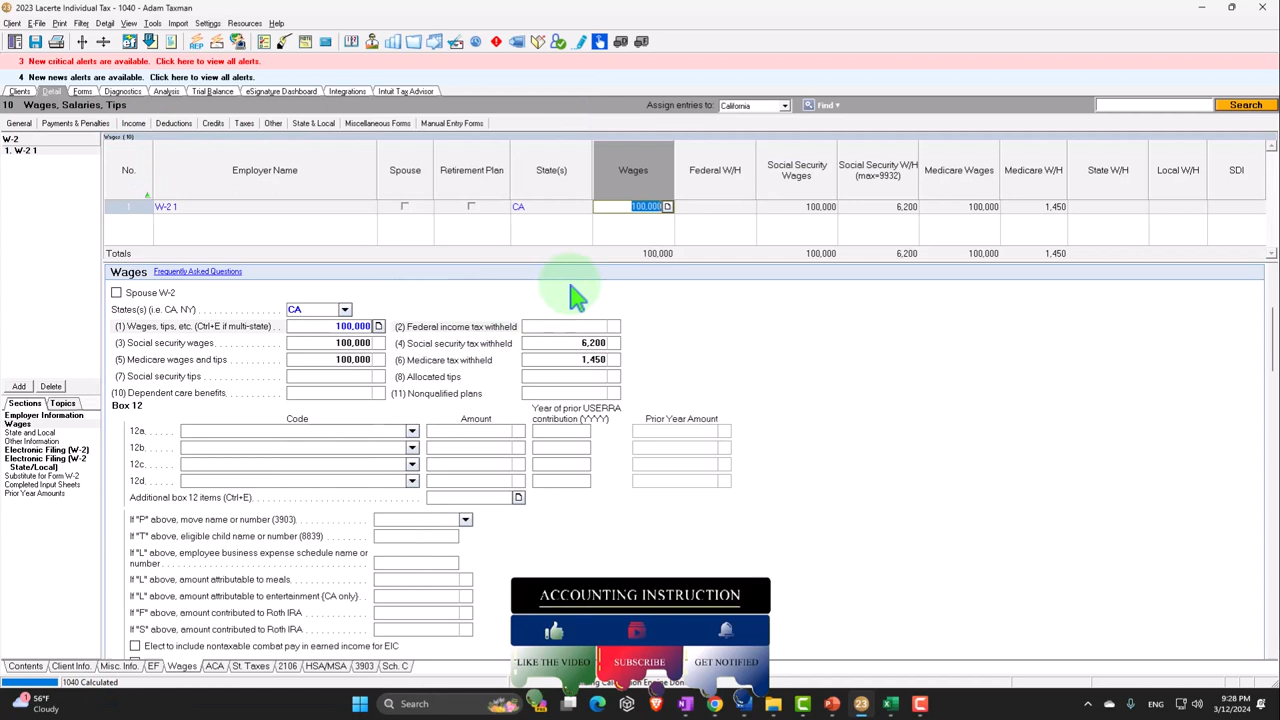 2023 Lacerte Individual Tax - 1040 - Adam Taxman
Client E-File Print Filter Detail View Tools Import Settings Resources Help
3 New critical alerts are available. Click here to view all alerts.
4 New news alerts are available. Click here to view all alerts.
Clients Detail Forms Diagnostics Analysis Trial Balance eSignature Dashboard Integrations Intuit Tax Advisor
10 Wages, Salaries, Tips Assign entries to: California Find Search
General Payments & Penalties Income Deductions Credits Taxes Other State & Local Miscellaneous Forms Manual Entry Forms
W-2
1. W-2 1
Wages (10)
No. Employer Name Spouse Retirement Plan State(s) Wages Federal W/H Social Security Wages Social Security W/H (max=9932) Medicare Wages Medicare W/H State W/H Local W/H SDI
1 W-2 1 CA 100,000 100,000 6,200 100,000 1,450
Totals 100,000 100,000 6,200 100,000 1,450
Wages Frequently Asked Questions
Spouse W-2
States(s) (i.e. CA, NY) CA
(1) Wages, tips, etc. (Ctrl+E if multi-state) 100,000 (2) Federal income tax withheld
(3) Social security wages 100,000 (4) Social security tax withheld 6,200
(5) Medicare wages and tips 100,000 (6) Medicare tax withheld 1,450
(7) Social security tips (8) Allocated tips
(10) Dependent care benefits (11) Nonqualified plans
Box 12
Code Amount Year of prior USERRA contribution (YYYY) Prior Year Amount
12a
12b
12c
12d
Additional box 12 items (Ctrl+E)
If "P" above, move name or number (3903)
If "T" above, eligible child name or number (8839)
If "L" above, employee business expense schedule name or number
If "L" above, amount attributable to meals
If "L" above, amount attributable to entertainment {CA only}
If "F" above, amount contributed to Roth IRA
If "S" above, amount contributed to Roth IRA
Elect to include nontaxable combat pay in earned income for EIC
Add Delete
Sections Topics
Employer Information
Wages
State and Local
Other Information
Electronic Filing (W-2)
Electronic Filing (W-2 State/Local)
Substitute for Form W-2
Completed Input Sheets
Prior Year Amounts
ACCOUNTING INSTRUCTION
LIKE THE VIDEO SUBSCRIBE GET NOTIFIED
Contents Client Info. Misc. Info. EF Wages ACA St. Taxes 2106 HSA/MSA 3903 Sch. C
1040 Calculated
56°F
Cloudy
Search
23
ENG
9:28 PM
3/12/2024